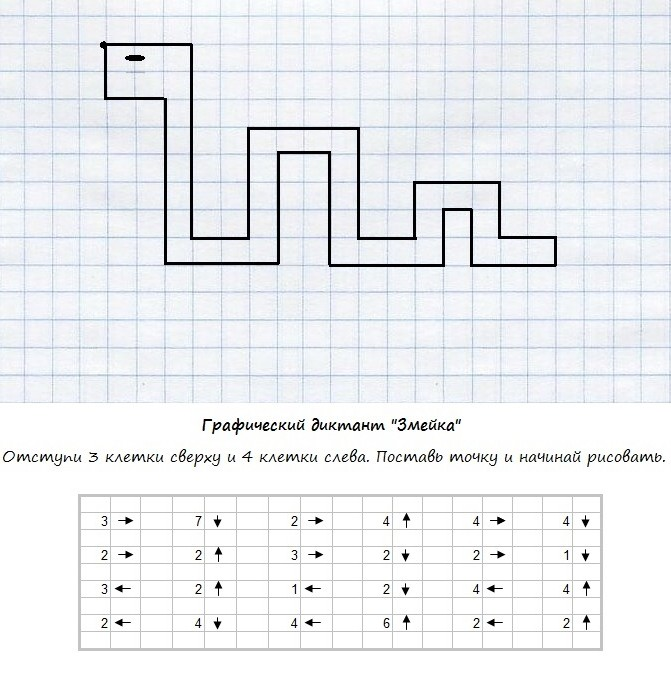 Графический диктант "Змейка"
Отступи 3 клетки сверху и 4 клетки слева. Поставь точку и начинай рисовать.
3 → 7 ↓ 2 → 4 ↑ 4 → 4 ↓
2 → 2 ↑ 3 → 2 ↓ 2 → 1 ↓
3 ← 2 ↑ 1 ← 2 ↓ 4 ← 4 ↑
2 ← 4 ↓ 4 ← 6 ↑ 2 ← 2 ↑